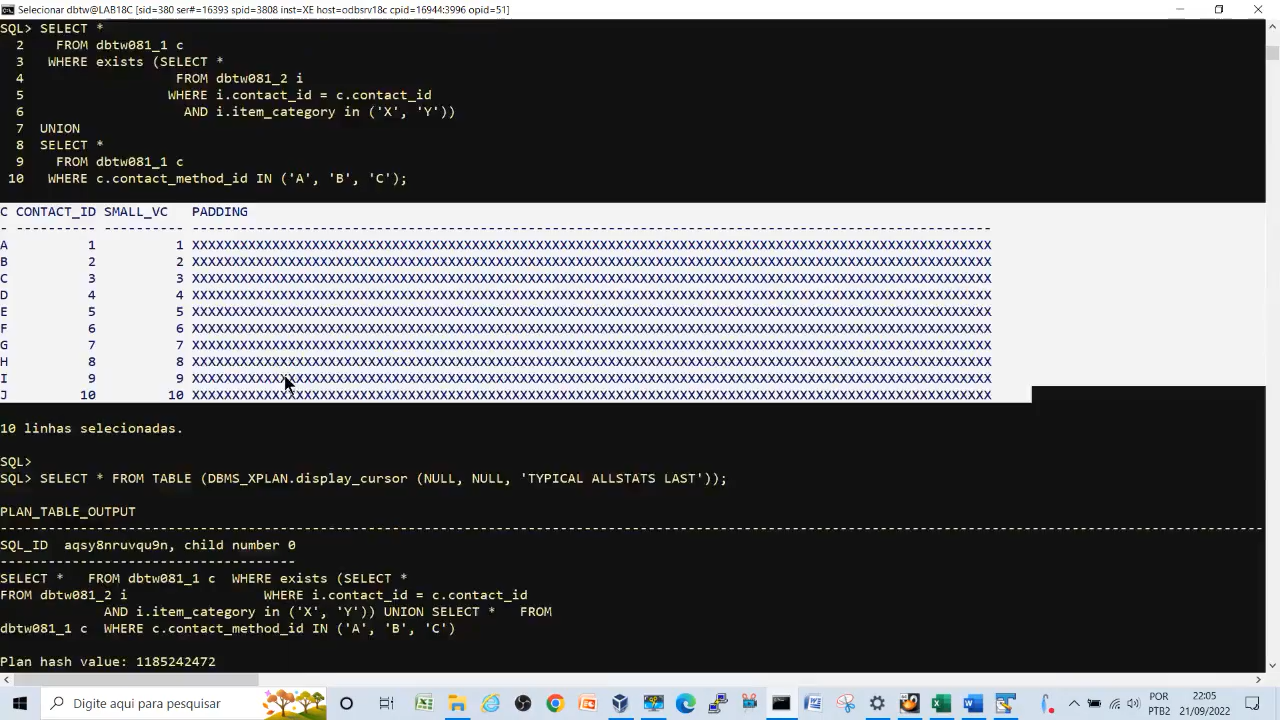 Selecionar dbtw@LAB18C [sid=380 ser#=16393 spid=3808 inst=XE host=odbsrv18c cpid=16944:3996 opid=51]
SQL> SELECT *
  2    FROM dbtw081_1 c
  3   WHERE exists (SELECT *
  4                   FROM dbtw081_2 i
  5                  WHERE i.contact_id = c.contact_id
  6                    AND i.item_category in ('X', 'Y'))
  7  UNION
  8  SELECT *
  9    FROM dbtw081_1 c
 10   WHERE c.contact_method_id IN ('A', 'B', 'C');
C CONTACT_ID SMALL_VC   PADDING
- ---------- ---------- ----------------------------------------------------------------------------------------------------
A          1          1 XXXXXXXXXXXXXXXXXXXXXXXXXXXXXXXXXXXXXXXXXXXXXXXXXXXXXXXXXXXXXXXXXXXXXXXXXXXXXXXXXXXXXXXXXXXXXXXXXXXX
B          2          2 XXXXXXXXXXXXXXXXXXXXXXXXXXXXXXXXXXXXXXXXXXXXXXXXXXXXXXXXXXXXXXXXXXXXXXXXXXXXXXXXXXXXXXXXXXXXXXXXXXXX
C          3          3 XXXXXXXXXXXXXXXXXXXXXXXXXXXXXXXXXXXXXXXXXXXXXXXXXXXXXXXXXXXXXXXXXXXXXXXXXXXXXXXXXXXXXXXXXXXXXXXXXXXX
D          4          4 XXXXXXXXXXXXXXXXXXXXXXXXXXXXXXXXXXXXXXXXXXXXXXXXXXXXXXXXXXXXXXXXXXXXXXXXXXXXXXXXXXXXXXXXXXXXXXXXXXXX
E          5          5 XXXXXXXXXXXXXXXXXXXXXXXXXXXXXXXXXXXXXXXXXXXXXXXXXXXXXXXXXXXXXXXXXXXXXXXXXXXXXXXXXXXXXXXXXXXXXXXXXXXX
F          6          6 XXXXXXXXXXXXXXXXXXXXXXXXXXXXXXXXXXXXXXXXXXXXXXXXXXXXXXXXXXXXXXXXXXXXXXXXXXXXXXXXXXXXXXXXXXXXXXXXXXXX
G          7          7 XXXXXXXXXXXXXXXXXXXXXXXXXXXXXXXXXXXXXXXXXXXXXXXXXXXXXXXXXXXXXXXXXXXXXXXXXXXXXXXXXXXXXXXXXXXXXXXXXXXX
H          8          8 XXXXXXXXXXXXXXXXXXXXXXXXXXXXXXXXXXXXXXXXXXXXXXXXXXXXXXXXXXXXXXXXXXXXXXXXXXXXXXXXXXXXXXXXXXXXXXXXXXXX
I          9          9 XXXXXXXXXXXXXXXXXXXXXXXXXXXXXXXXXXXXXXXXXXXXXXXXXXXXXXXXXXXXXXXXXXXXXXXXXXXXXXXXXXXXXXXXXXXXXXXXXXXX
J         10         10 XXXXXXXXXXXXXXXXXXXXXXXXXXXXXXXXXXXXXXXXXXXXXXXXXXXXXXXXXXXXXXXXXXXXXXXXXXXXXXXXXXXXXXXXXXXXXXXXXXXX
10 linhas selecionadas.
SQL>
SQL> SELECT * FROM TABLE (DBMS_XPLAN.display_cursor (NULL, NULL, 'TYPICAL ALLSTATS LAST'));
PLAN_TABLE_OUTPUT
--------------------------------------------------------------------------------------------------------------------------------------------------------------
SQL_ID  aqsy8nruvqu9n, child number 0
-------------------------------------
SELECT *   FROM dbtw081_1 c  WHERE exists (SELECT *
FROM dbtw081_2 i                 WHERE i.contact_id = c.contact_id
             AND i.item_category in ('X', 'Y')) UNION SELECT *   FROM
dbtw081_1 c  WHERE c.contact_method_id IN ('A', 'B', 'C')
Plan hash value: 1185242472
Digite aqui para pesquisar
POR
PTB2
22:05
21/09/2022